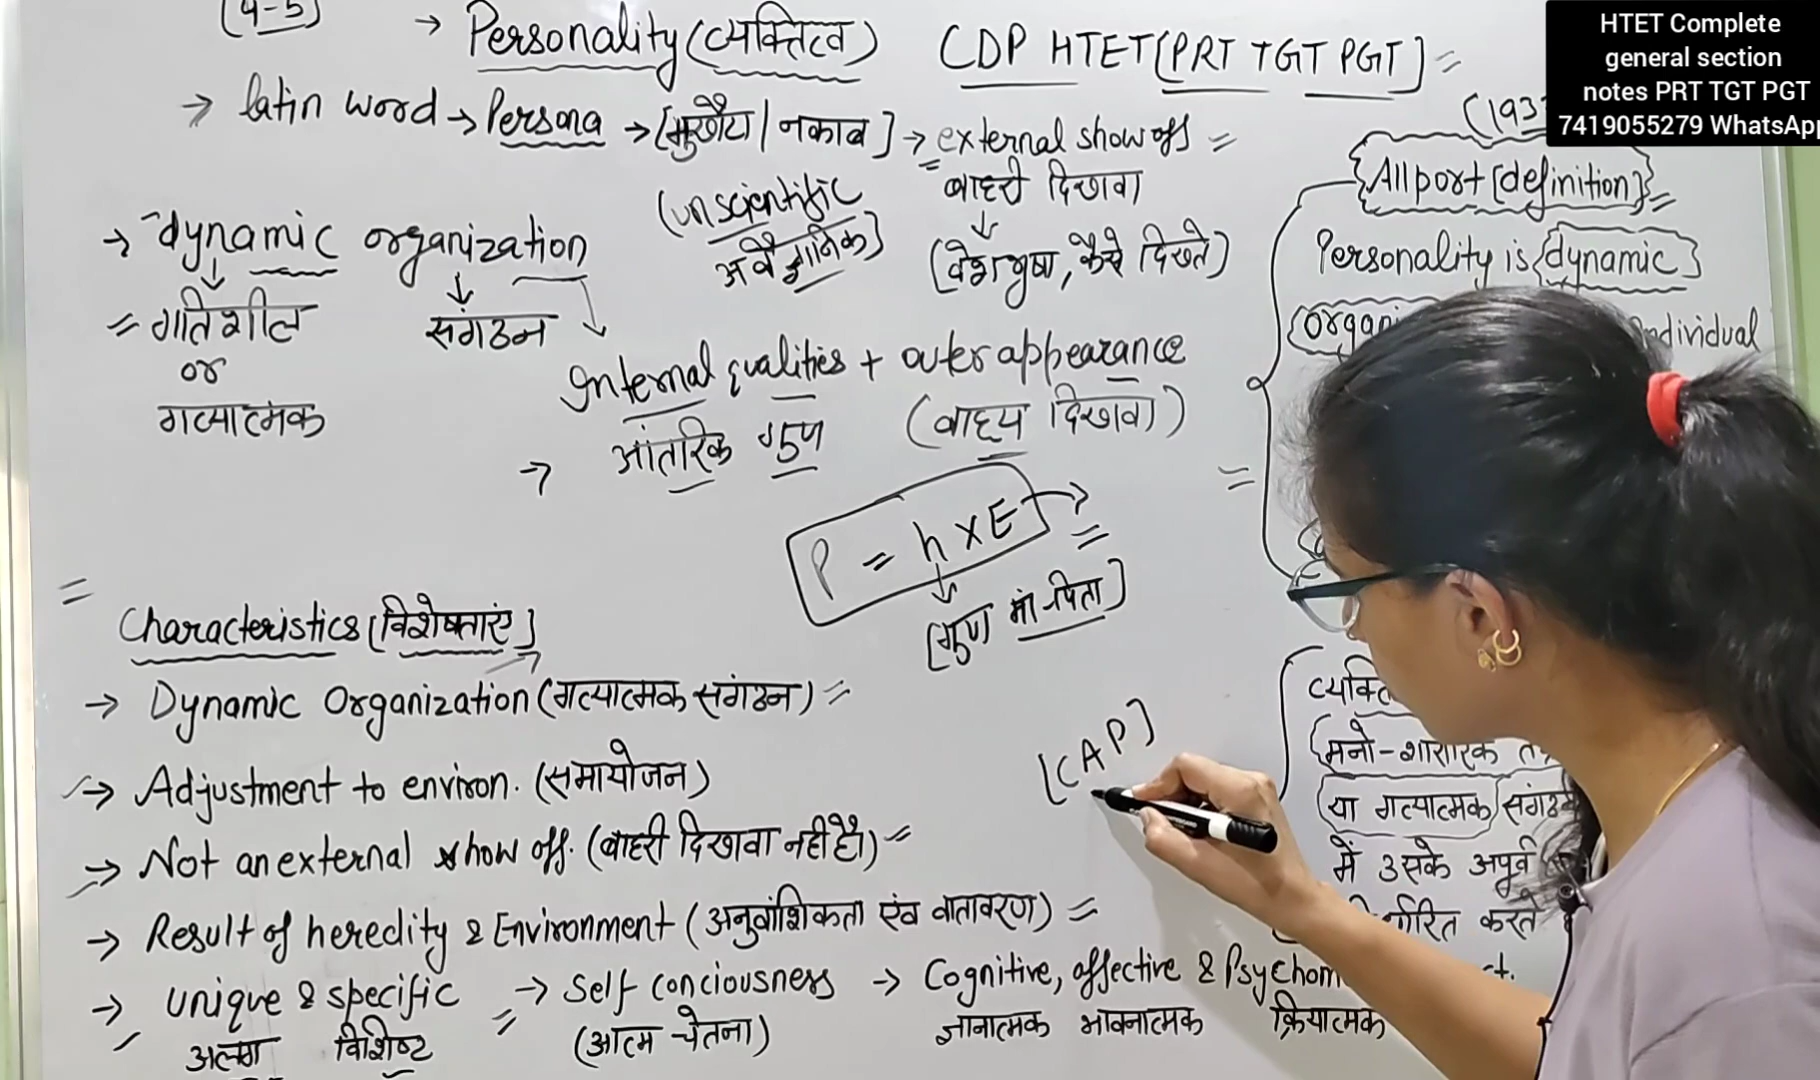 (4-5)
→ Personality (व्यक्तित्व) CDP HTET [PRT TGT PGT] =
HTET Complete
general section
notes PRT TGT PGT
7419055279 WhatsApp
→ latin word → Persona → [मुखौटा / नकाब] → external show off =
बाहरी दिखावा
(unscientific
अवैज्ञानिक)
↓
(वेशभूषा, कैसे दिखते)
→ dynamic organization
↓ ↓
= गतिशील संगठन
or
गत्यात्मक
Internal qualities + outer appearance
→ आंतरिक गुण (बाह्य दिखावा)
P = h x E →
↓
[गुण मां-पिता]
=
Characteristics [विशेषताएं]
→ Dynamic Organization (गत्यात्मक संगठन) =
→ Adjustment to environ. (समायोजन)
→ Not an external show off. (बाहरी दिखावा नहीं है।) =
→ Result of heredity & Environment (अनुवांशिकता एंव वातावरण) =
→ unique & specific → Self conciousness → Cognitive, affective & Psychom
अलग विशिष्ट = (आत्म चेतना) ज्ञानात्मक भावनात्मक क्रियात्मक
[CAP]
(193
Allport [definition] =
Personality is dynamic
individual
मनो-शारीरिक
या गत्यात्मक
में उसके अपूर्व
करते